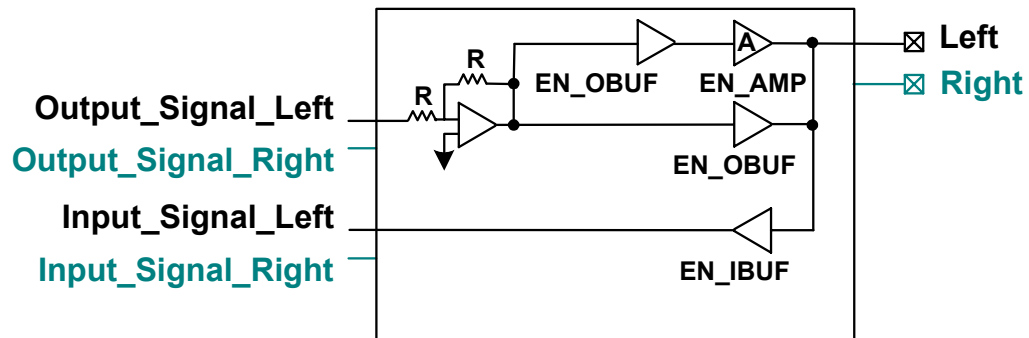 R
R
EN_OBUF
A
EN_AMP
Left
Right
Output_Signal_Left
Output_Signal_Right
EN_OBUF
Input_Signal_Left
Input_Signal_Right
EN_IBUF